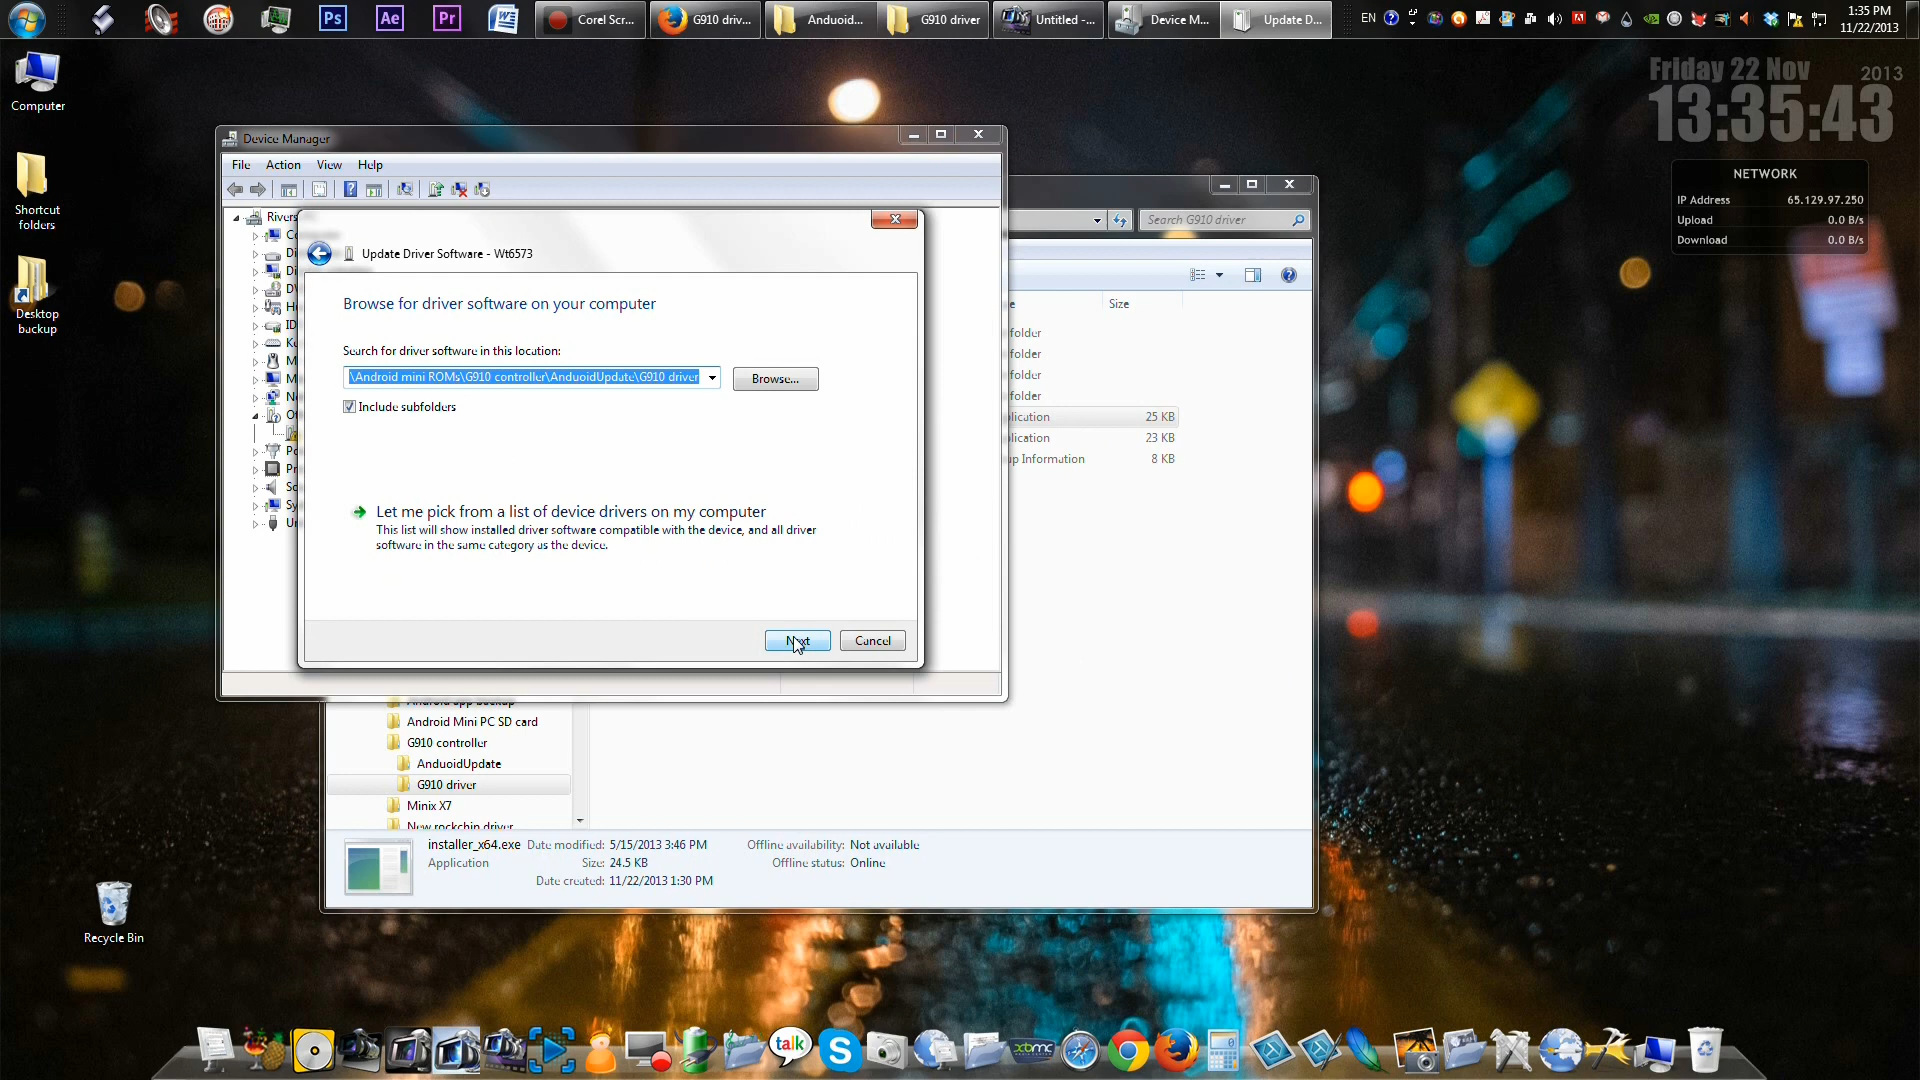 Ps
Ae
Pr
Corel Scr...
G910 driv...
Anduoid...
G910 driver
Untitled -...
Device M...
Update D...
EN
1:35 PM
11/22/2013
Computer
Shortcut
folders
Desktop
backup
Recycle Bin
Friday 22 Nov
2013
13:35:43
NETWORK
IP Address 65.129.97.250
Upload 0.0 B/s
Download 0.0 B/s
Device Manager
File Action View Help
Rivers
Update Driver Software - Wt6573
Browse for driver software on your computer
Search for driver software in this location:
\Android mini ROMs\G910 controller\AnduoidUpdate\G910 driver
Browse...
Include subfolders
Let me pick from a list of device drivers on my computer
This list will show installed driver software compatible with the device, and all driver
software in the same category as the device.
Next
Cancel
Search G910 driver
Size
folder
folder
folder
folder
lication 25 KB
lication 23 KB
up Information 8 KB
Android app backup
Android Mini PC SD card
G910 controller
AnduoidUpdate
G910 driver
Minix X7
New rockchip driver
installer_x64.exe Date modified: 5/15/2013 3:46 PM Offline availability: Not available
Application Size: 24.5 KB Offline status: Online
Date created: 11/22/2013 1:30 PM
talk
xbmc